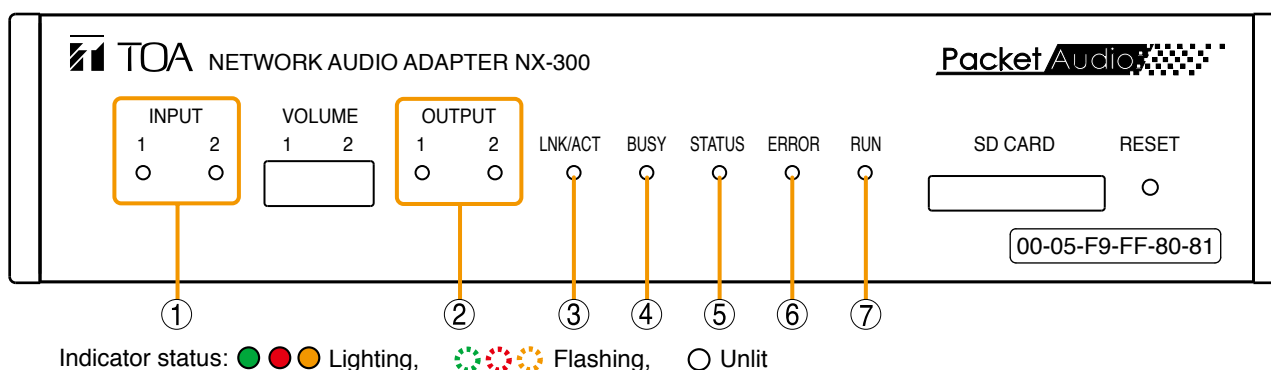 TOA NETWORK AUDIO ADAPTER NX-300
Packet Audio
INPUT VOLUME OUTPUT
1 2 1 2 1 2 LNK/ACT BUSY STATUS ERROR RUN SD CARD RESET
00-05-F9-FF-80-81
① ② ③ ④ ⑤ ⑥ ⑦
Indicator status: Lighting, Flashing, Unlit